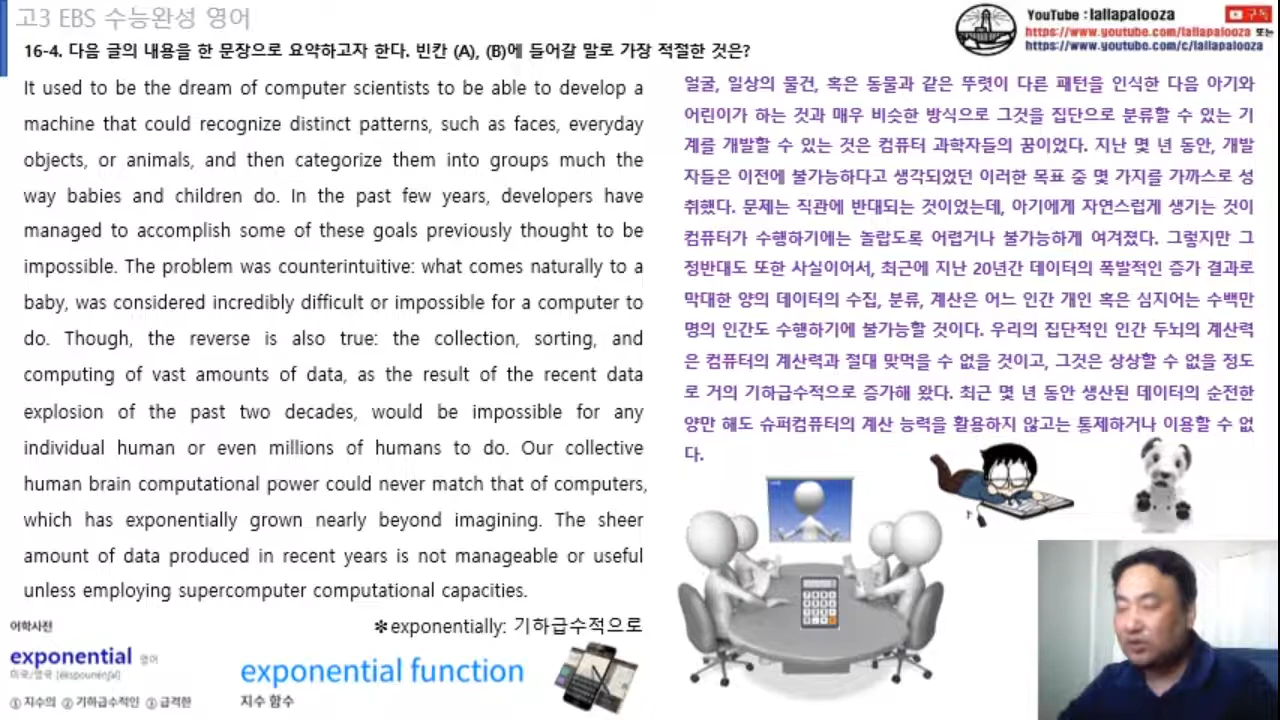 고3 EBS 수능완성 영어
YouTube : lallapalooza
구독
https://www.youtube.com/lallapalooza 또는
https://www.youtube.com/c/lallapalooza
16-4. 다음 글의 내용을 한 문장으로 요약하고자 한다. 빈칸 (A), (B)에 들어갈 말로 가장 적절한 것은?
It used to be the dream of computer scientists to be able to develop a
machine that could recognize distinct patterns, such as faces, everyday
objects, or animals, and then categorize them into groups much the
way babies and children do. In the past few years, developers have
managed to accomplish some of these goals previously thought to be
impossible. The problem was counterintuitive: what comes naturally to a
baby, was considered incredibly difficult or impossible for a computer to
do. Though, the reverse is also true: the collection, sorting, and
computing of vast amounts of data, as the result of the recent data
explosion of the past two decades, would be impossible for any
individual human or even millions of humans to do. Our collective
human brain computational power could never match that of computers,
which has exponentially grown nearly beyond imagining. The sheer
amount of data produced in recent years is not manageable or useful
unless employing supercomputer computational capacities.
✻exponentially: 기하급수적으로
얼굴, 일상의 물건, 혹은 동물과 같은 뚜렷이 다른 패턴을 인식한 다음 아기와
어린이가 하는 것과 매우 비슷한 방식으로 그것을 집단으로 분류할 수 있는 기
계를 개발할 수 있는 것은 컴퓨터 과학자들의 꿈이었다. 지난 몇 년 동안, 개발
자들은 이전에 불가능하다고 생각되었던 이러한 목표 중 몇 가지를 가까스로 성
취했다. 문제는 직관에 반대되는 것이었는데, 아기에게 자연스럽게 생기는 것이
컴퓨터가 수행하기에는 놀랍도록 어렵거나 불가능하게 여겨졌다. 그렇지만 그
정반대도 또한 사실이어서, 최근에 지난 20년간 데이터의 폭발적인 증가 결과로
막대한 양의 데이터의 수집, 분류, 계산은 어느 인간 개인 혹은 심지어는 수백만
명의 인간도 수행하기에 불가능할 것이다. 우리의 집단적인 인간 두뇌의 계산력
은 컴퓨터의 계산력과 절대 맞먹을 수 없을 것이고, 그것은 상상할 수 없을 정도
로 거의 기하급수적으로 증가해 왔다. 최근 몇 년 동안 생산된 데이터의 순전한
양만 해도 슈퍼컴퓨터의 계산 능력을 활용하지 않고는 통제하거나 이용할 수 없
다.
어학사전
exponential 영어
미국/영국
① 지수의 ② 기하급수적인 ③ 급격한
exponential function
지수 함수